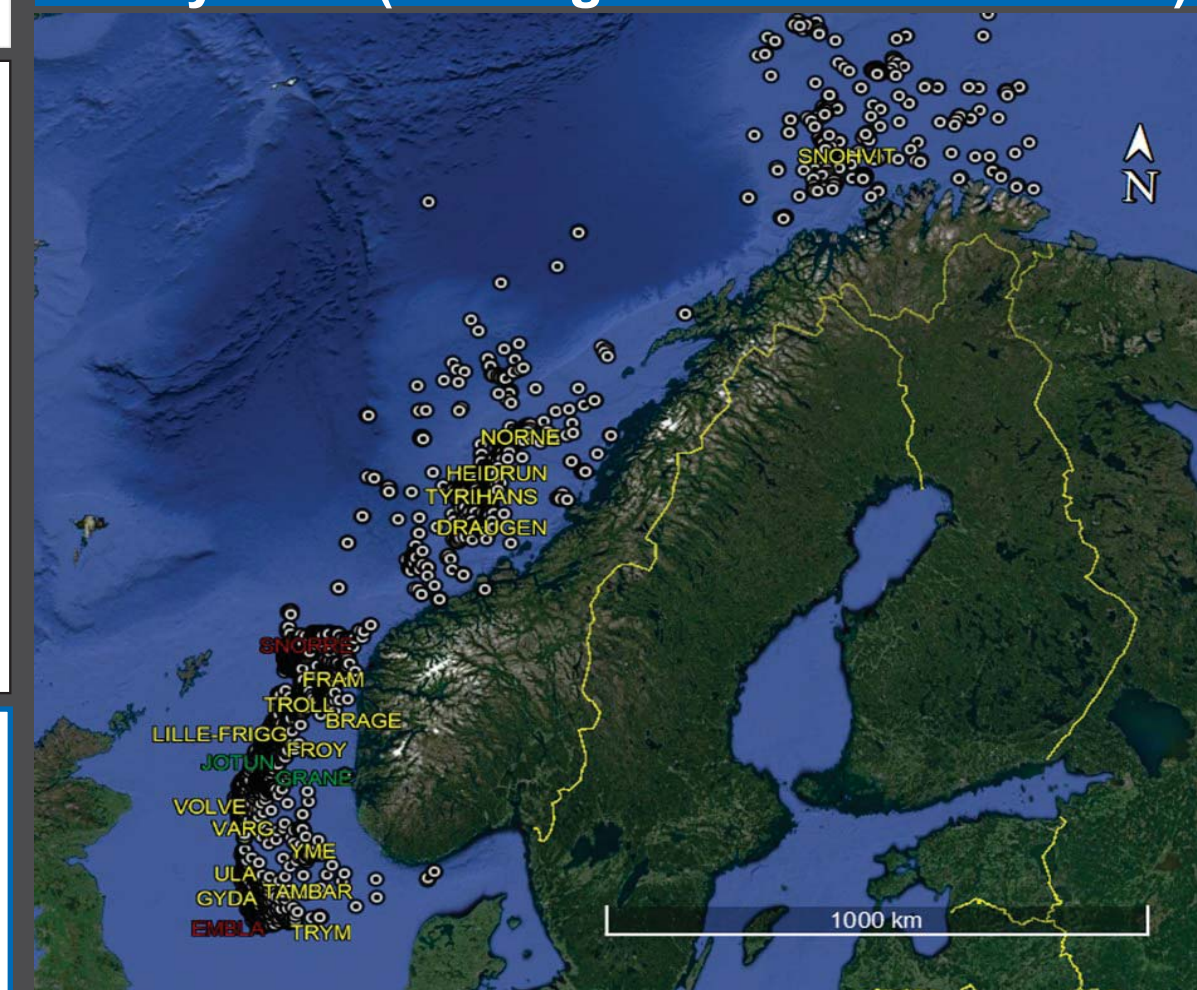 SNOHVIT
N
NORNE
HEIDRUN
TYRIHANS
DRAUGEN
SNORRE
FRAM
TROLL
BRAGE
LILLE-FRIGG
FROY
JOTUN
GRANE
VOLVE
VARG
YME
ULA
TAMBAR
GYDA
EMBLA
TRYM
1000 km